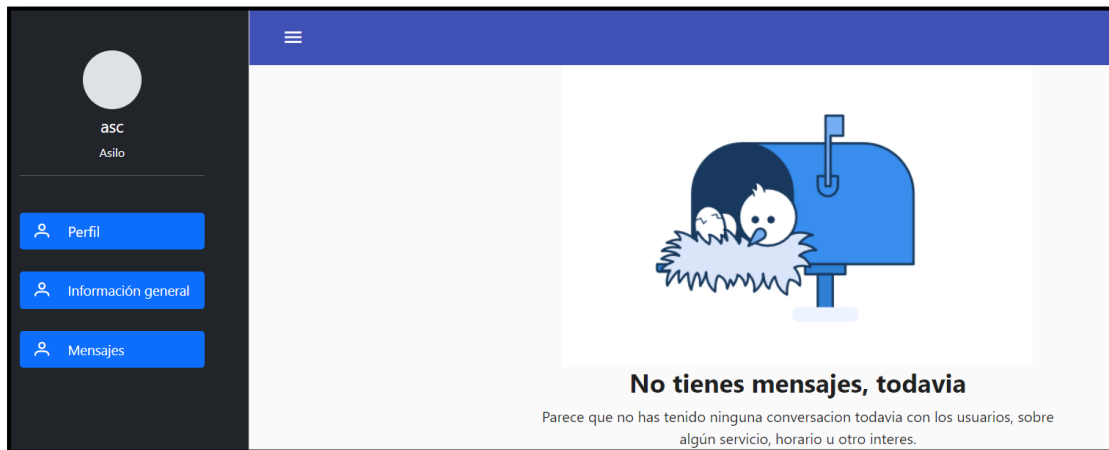 asc
Asilo
Perfil
Información general
Mensajes
No tienes mensajes, todavia
Parece que no has tenido ninguna conversacion todavia con los usuarios, sobre
algún servicio, horario u otro interes.